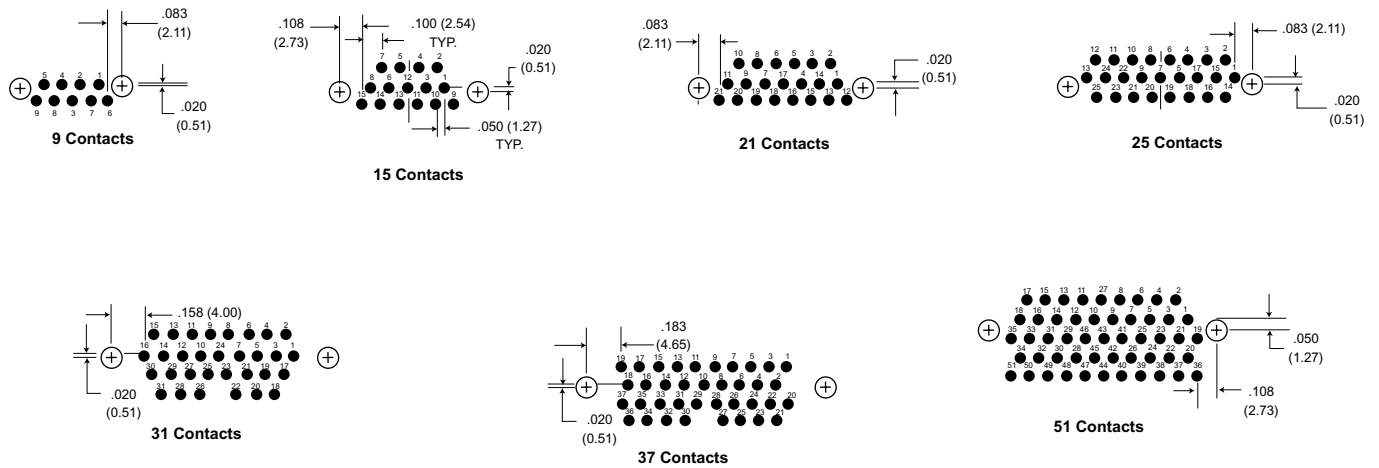 .083
(2.11)
5 4 2 1
9 8 3 7 6
.020
(0.51)
9 Contacts
.108
(2.73)
.100 (2.54)
TYP.
7 5 4 2
8 6 12 3 1
15 14 13 11 10 9
.020
(0.51)
.050 (1.27)
TYP.
15 Contacts
.083
(2.11)
10 8 6 5 3 2
11 9 7 17 4 14 1
21 20 19 18 16 15 13 12
.020
(0.51)
21 Contacts
.083 (2.11)
12 11 10 8 6 4 3 2
13 24 22 9 7 5 17 15 1
25 23 21 20 19 18 16 14
.020
(0.51)
25 Contacts
.158 (4.00)
15 13 11 9 8 6 4 2
16 14 12 10 24 7 5 3 1
30 29 27 25 23 21 19 17
31 28 26 22 20 18
.020
(0.51)
31 Contacts
.183
(4.65)
19 17 15 13 11 9 7 5 3 1
18 16 14 12 10 8 6 4 2
37 35 33 31 29 28 26 24 22 20
36 34 32 30 27 25 23 21
.020
(0.51)
37 Contacts
17 15 13 11 27 8 6 4 2
18 16 14 12 10 9 7 5 3 1
35 33 31 29 46 43 41 25 23 21 19
34 32 30 28 45 42 26 24 22 20
51 50 49 48 47 44 40 39 38 37 36
.050
(1.27)
.108
(2.73)
51 Contacts